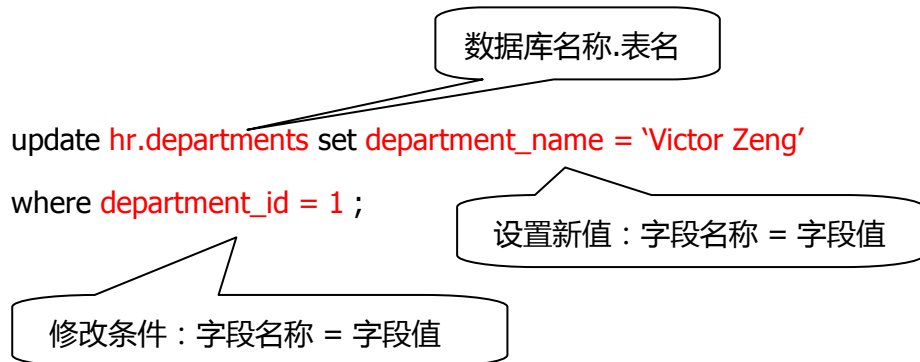 数据库名称.表名
update hr.departments set department_name = ‘Victor Zeng’
where department_id = 1 ;
设置新值：字段名称 = 字段值
修改条件：字段名称 = 字段值